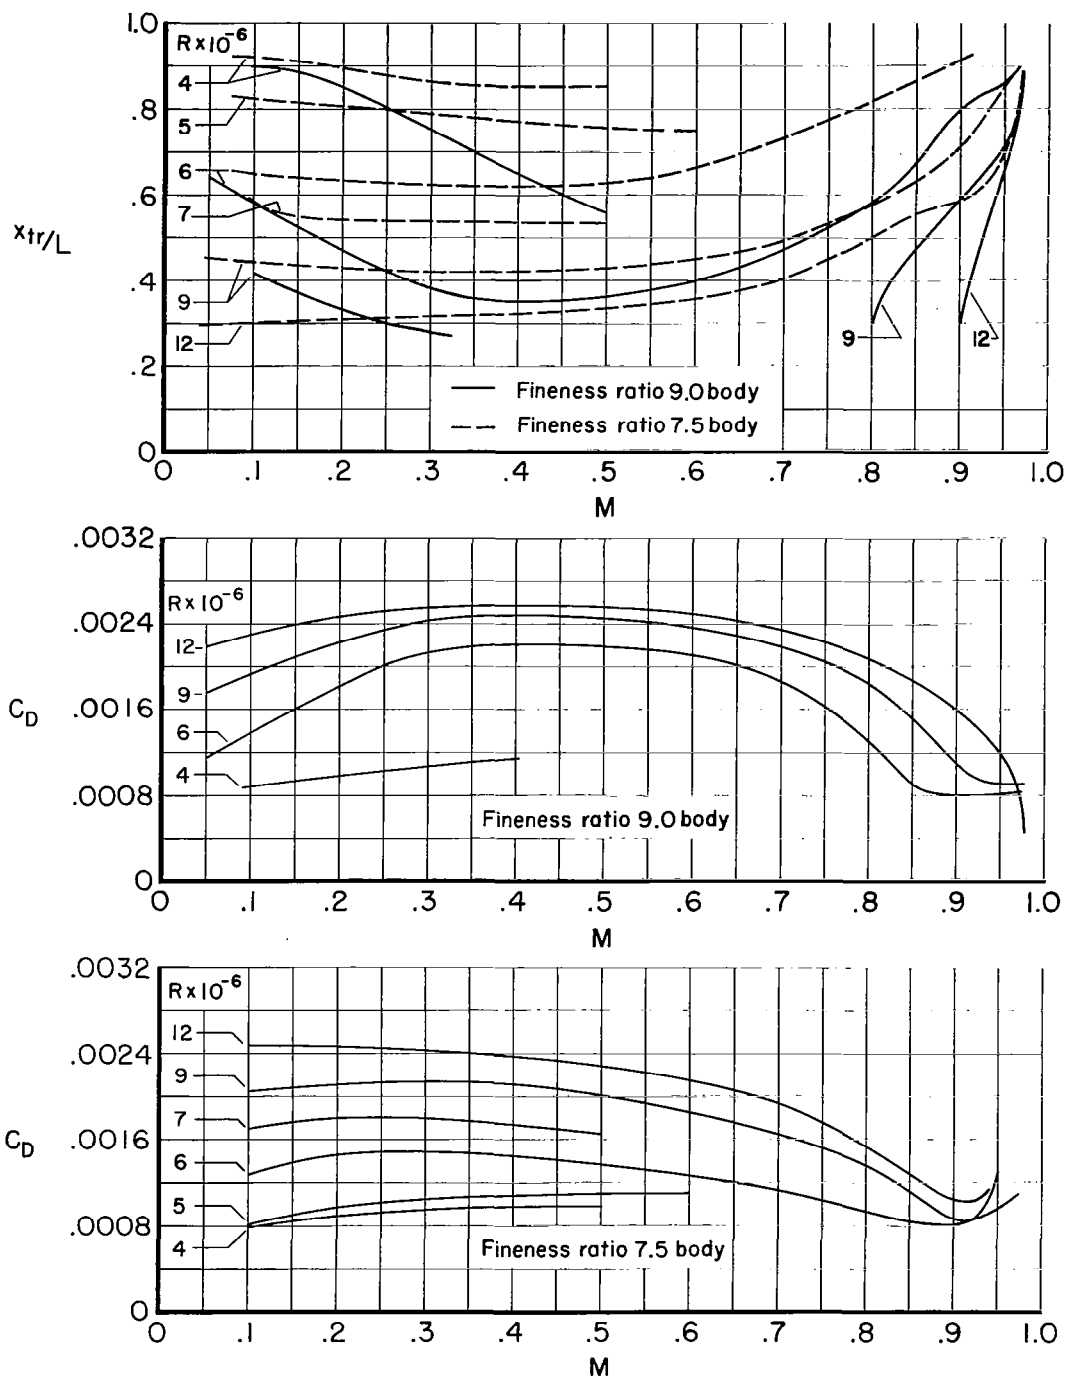 1.0
R×10⁻⁶
4
.8
5
6
.6
7
xtr/L
.4
9
12
9
12
.2
Fineness ratio 9.0 body
Fineness ratio 7.5 body
0
0 .1 .2 .3 .4 .5 .6 .7 .8 .9 1.0
M
.0032
R×10⁻⁶
.0024
12
9
CD
.0016
6
4
.0008
Fineness ratio 9.0 body
0
0 .1 .2 .3 .4 .5 .6 .7 .8 .9 1.0
M
.0032
R×10⁻⁶
12
.0024
9
7
CD
.0016
6
5
.0008
4
Fineness ratio 7.5 body
0
0 .1 .2 .3 .4 .5 .6 .7 .8 .9 1.0
M